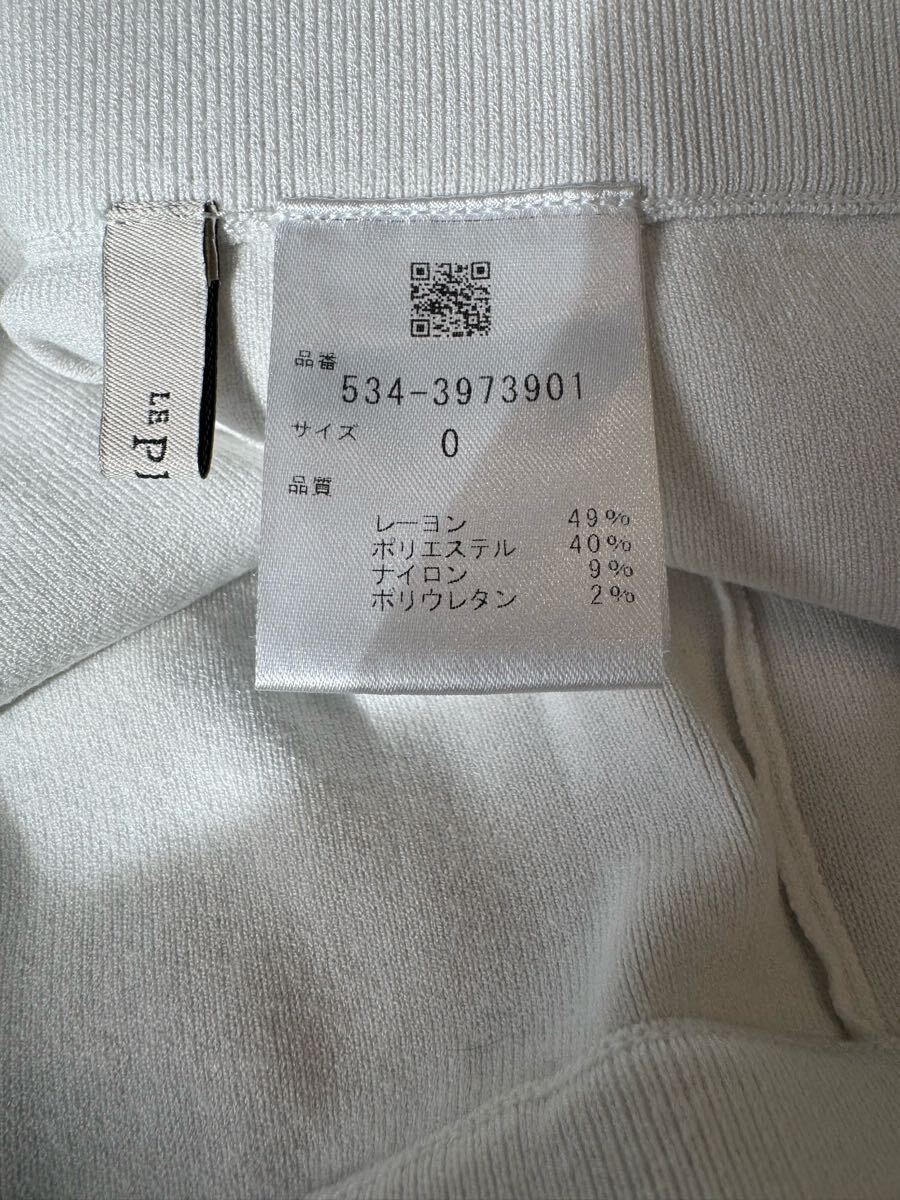 LE
品番
534-3973901
サイズ
0
品質
レーヨン 49%
ポリエステル 40%
ナイロン 9%
ポリウレタン 2%